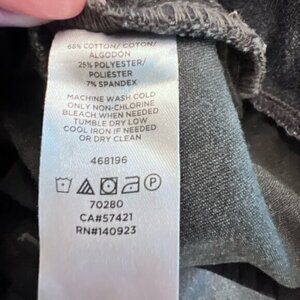 68% COTTON/ COTON/
ALGODON
25% POLYESTER/
POLIÉSTER
7% SPANDEX
MACHINE WASH COLD
ONLY NON-CHLORINE
BLEACH WHEN NEEDED
TUMBLE DRY LOW
COOL IRON IF NEEDED
OR DRY CLEAN
468196
P
70280
CA#57421
RN#140923